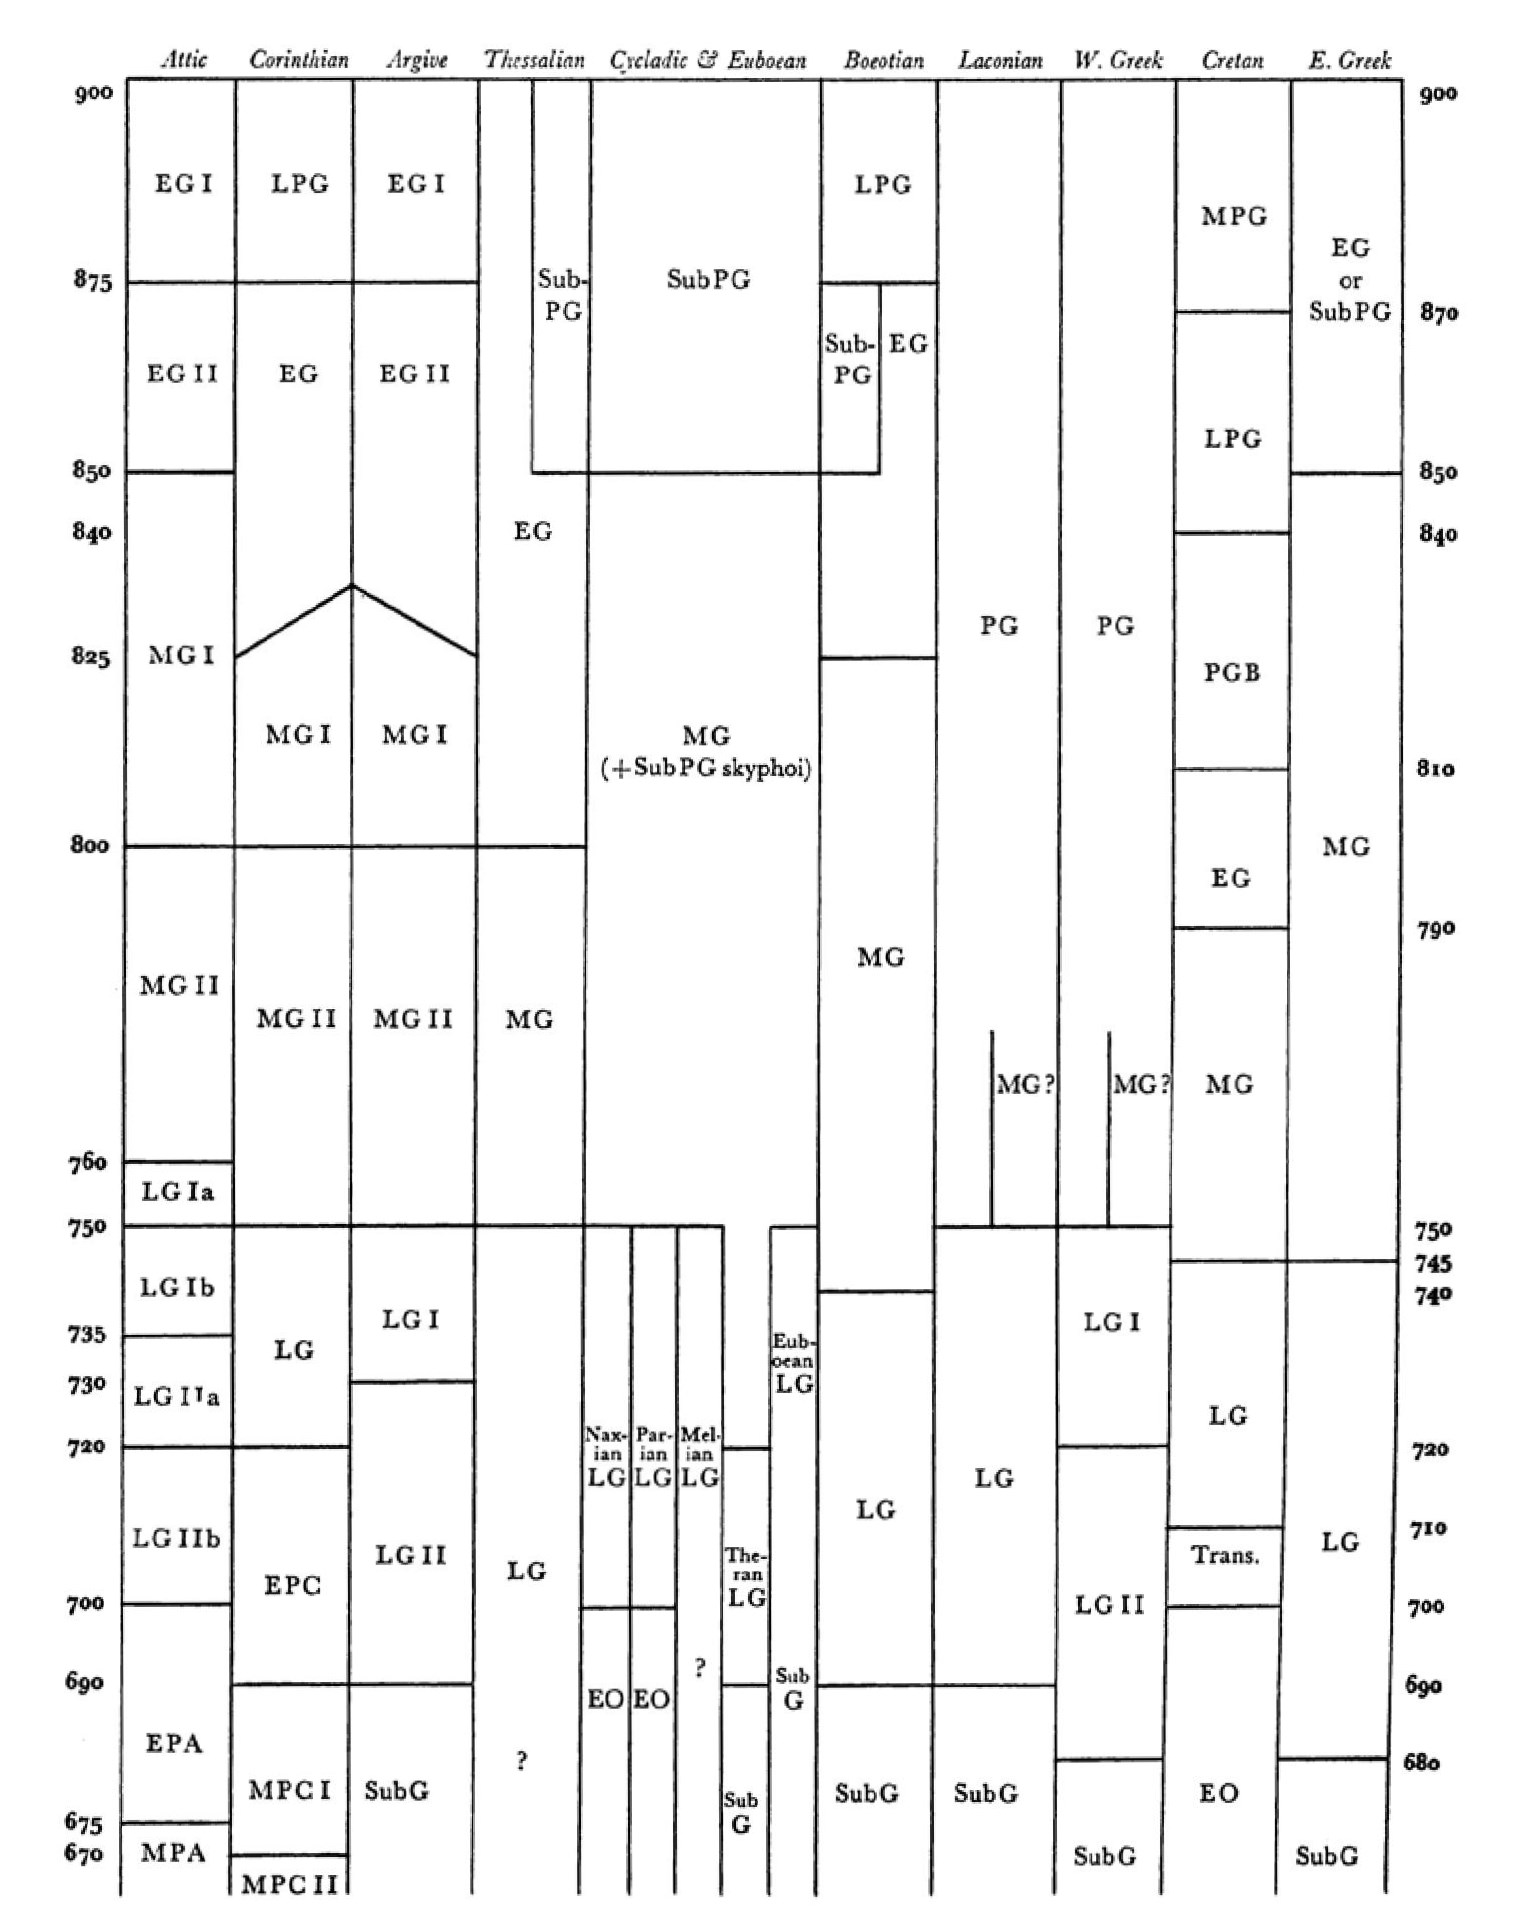 Attic Corinthian Argive Thessalian Cycladic & Euboean Boeotian Laconian W. Greek Cretan E. Greek
900 900
EG I LPG EG I LPG
MPG
EG
875 Sub- SubPG or
PG SubPG 870
Sub- EG
EG II EG EG II PG
LPG
850 850
840 EG 840
PG PG
825 MG I
PGB
MG I MG I MG
(+SubPG skyphoi) 810
800 MG
EG
790
MG
MG II
MG II MG II MG
MG? MG? MG
760
LG Ia
750 750
745
LG Ib 740
LG I LG I
735 Eub-
LG oean
730 LG
LG IIa
LG
720 Nax- Par- Mel- 720
ian ian ian
LG LG LG LG
LG
710
LG IIb LG II The- Trans. LG
ran
EPC LG LG
700 LG II 700
? Sub
690 EO EO G 690
EPA
? 680
MPC I SubG Sub SubG SubG EO
G
675
670 MPA SubG SubG
MPC II